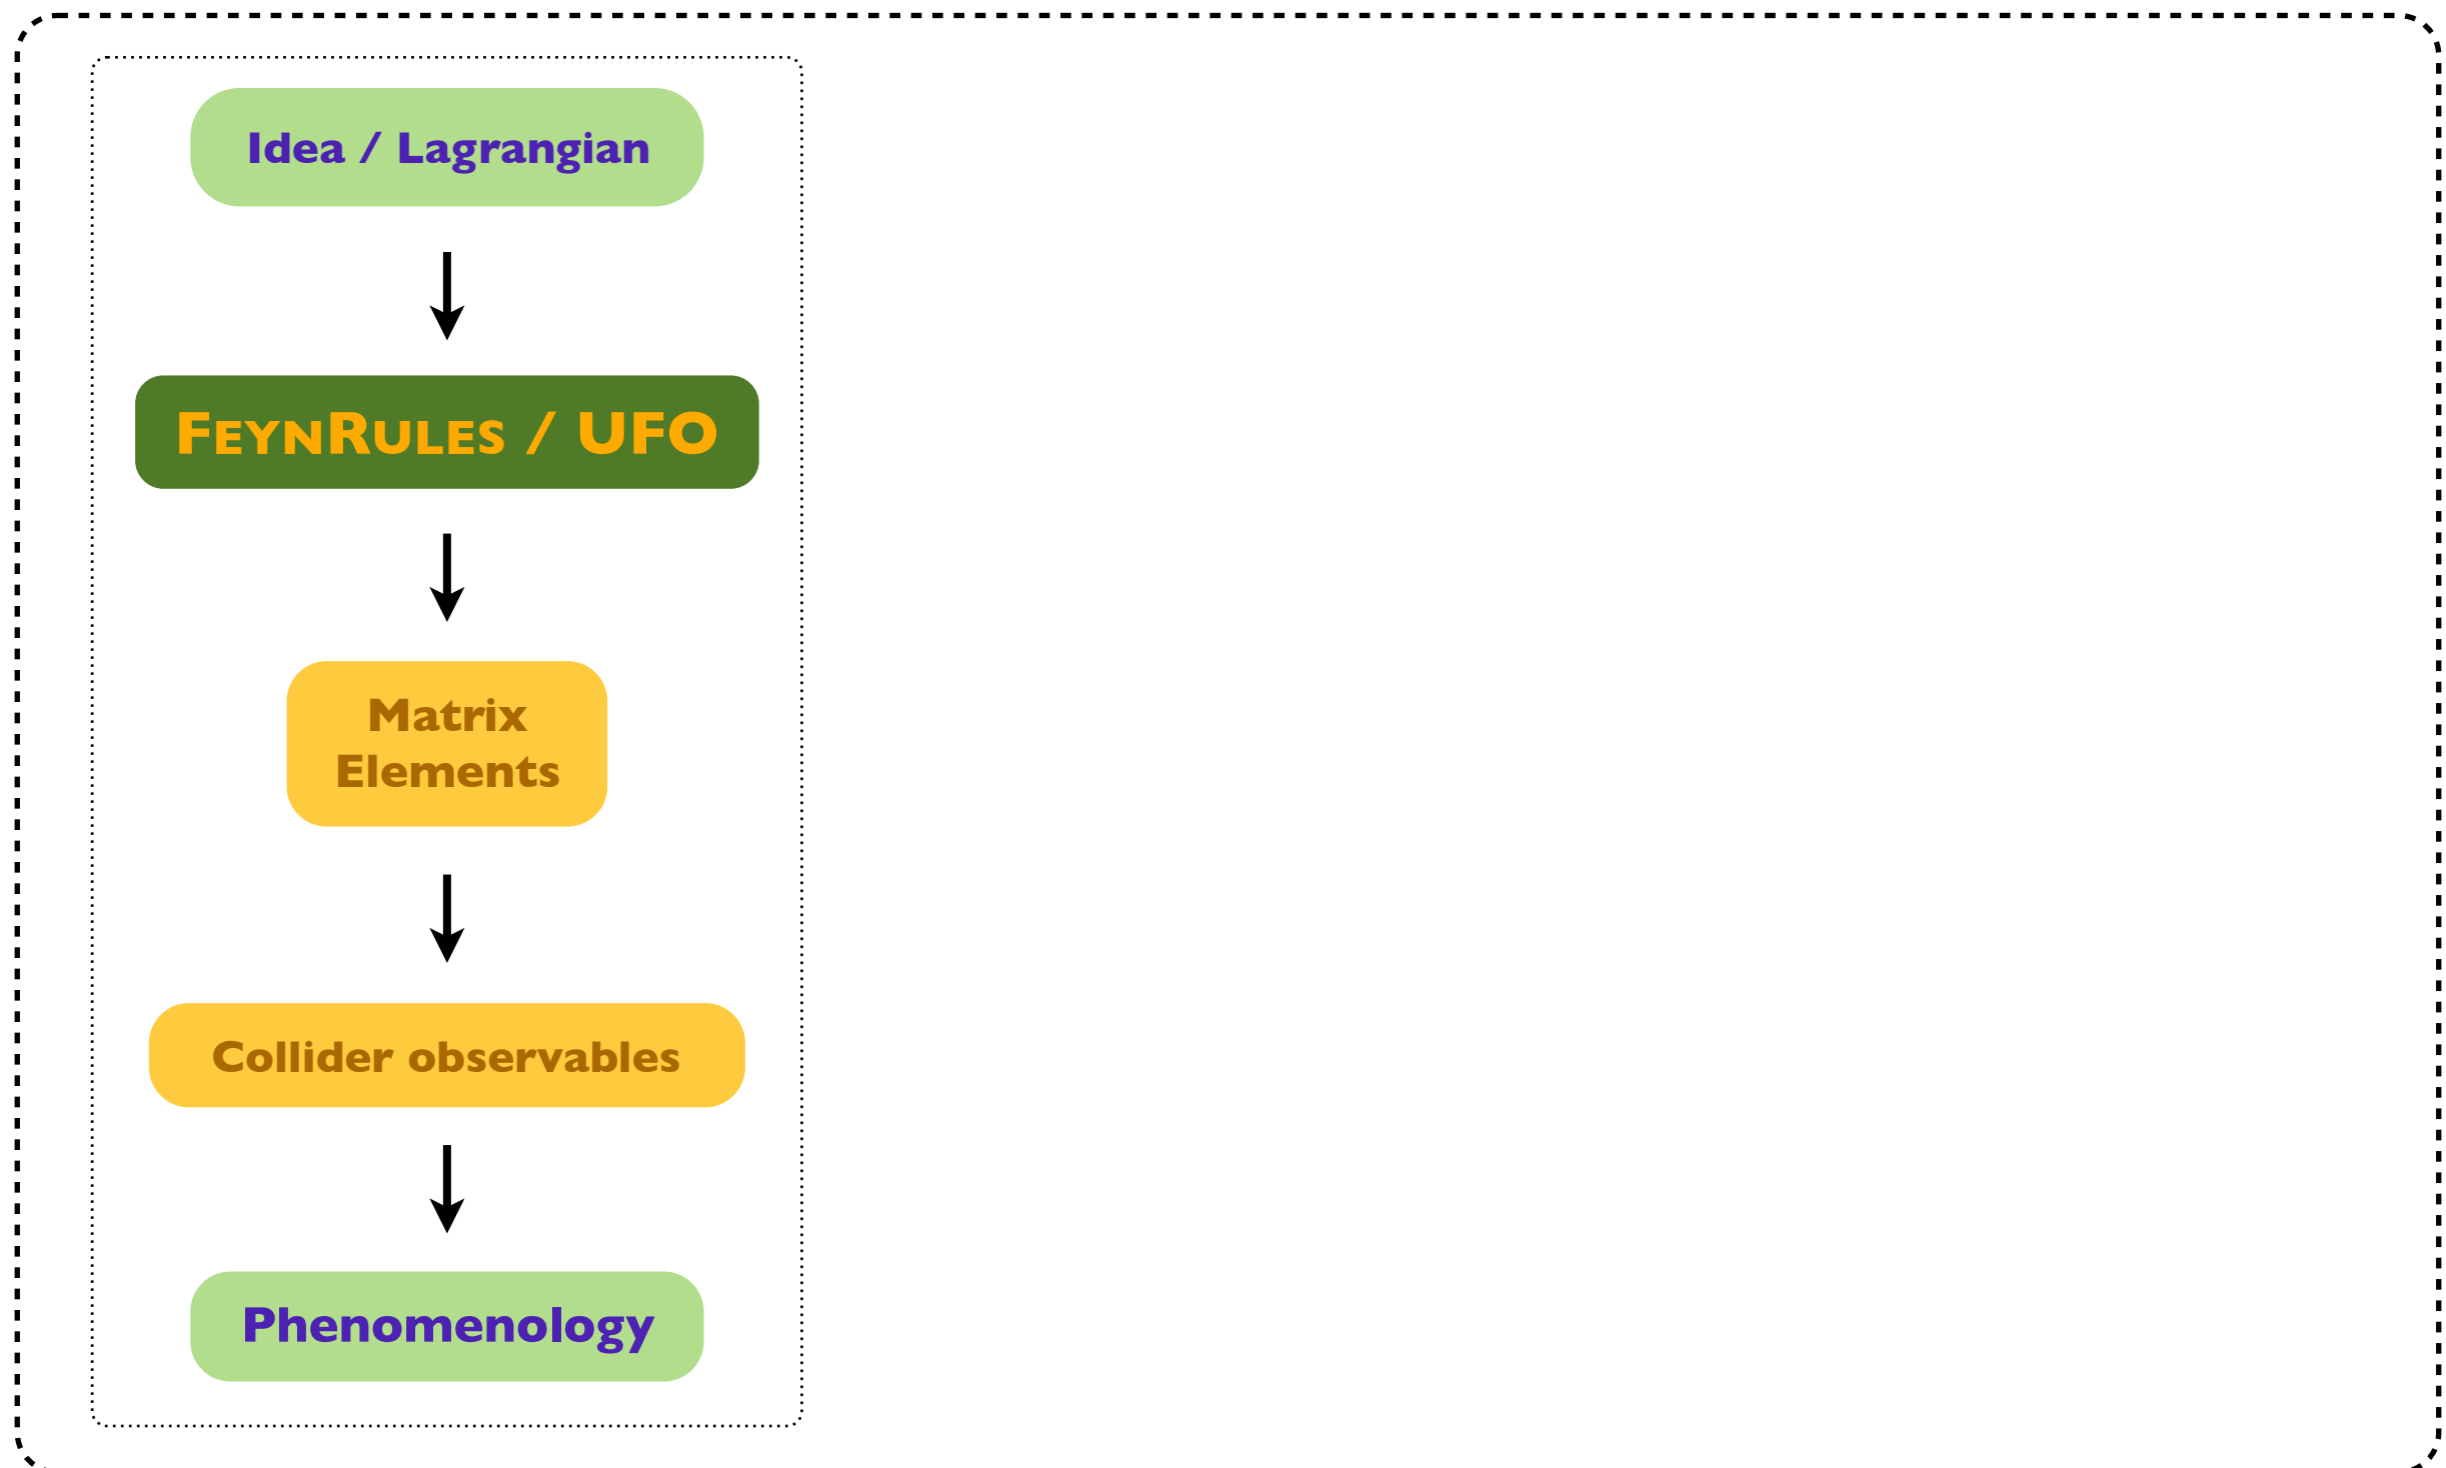 Idea / Lagrangian
FEYNRULES / UFO
Matrix
Elements
Collider observables
Phenomenology